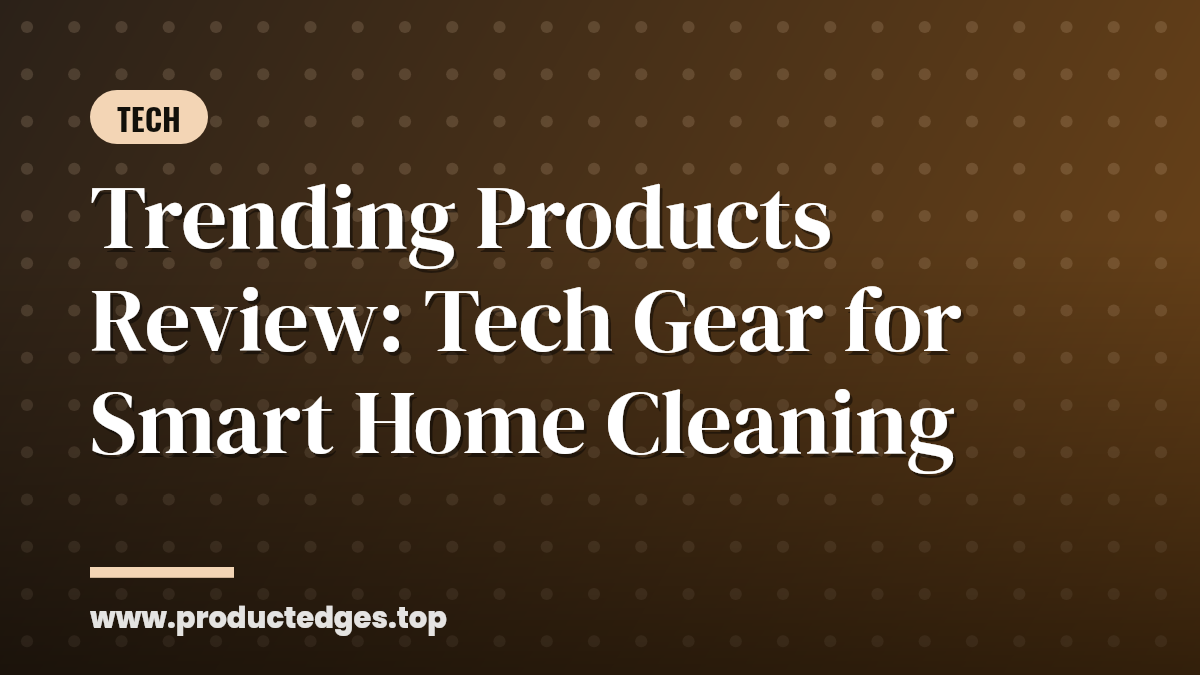 TECH
Trending Products
Review: Tech Gear for
Smart Home Cleaning
www.productedges.top